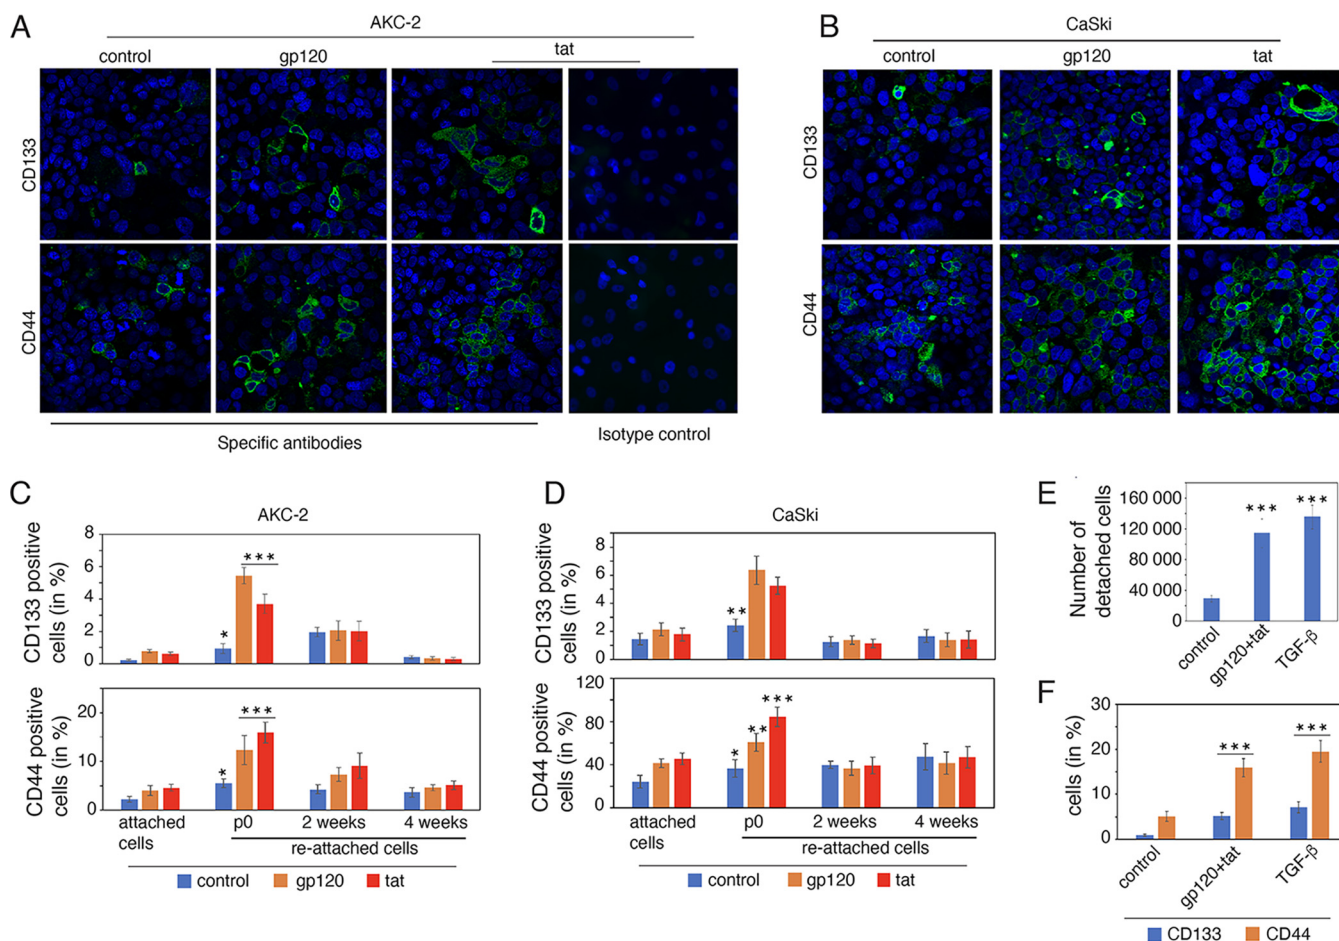 A
AKC-2
control
gp120
tat
CD133
CD44
Specific antibodies
Isotype control
B
CaSki
control
gp120
tat
CD133
CD44
C
AKC-2
CD133 positive
cells (in %)
8
6
4
2
0
*
***
CD44 positive
cells (in %)
20
10
0
*
***
attached
cells
p0
2 weeks
4 weeks
re-attached cells
control
gp120
tat
D
CaSki
CD133 positive
cells (in %)
8
6
4
2
0
**
CD44 positive
cells (in %)
120
80
40
0
*
**
***
attached
cells
p0
2 weeks
4 weeks
re-attached cells
control
gp120
tat
E
Number of
detached cells
160 000
120 000
80 000
40 000
0
***
***
control
gp120+tat
TGF-β
F
cells (in %)
30
20
10
0
***
***
control
gp120+tat
TGF-β
CD133
CD44